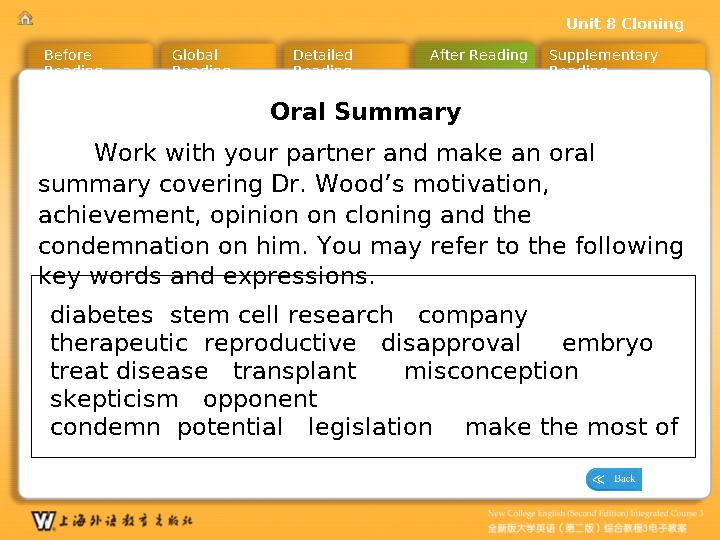 Unit 8 Cloning
Before Reading
Global Reading
Detailed Reading
After Reading
Supplementary Reading
Oral Summary
Work with your partner and make an oral
summary covering Dr. Wood’s motivation,
achievement, opinion on cloning and the
condemnation on him. You may refer to the following
key words and expressions.
diabetes stem cell research company
therapeutic reproductive disapproval embryo
treat disease transplant misconception
skepticism opponent
condemn potential legislation make the most of
Back
上海外语教育出版社
New College English (Second Edition) Integrated Course 3
全新版大学英语（第二版）综合教程3电子教案